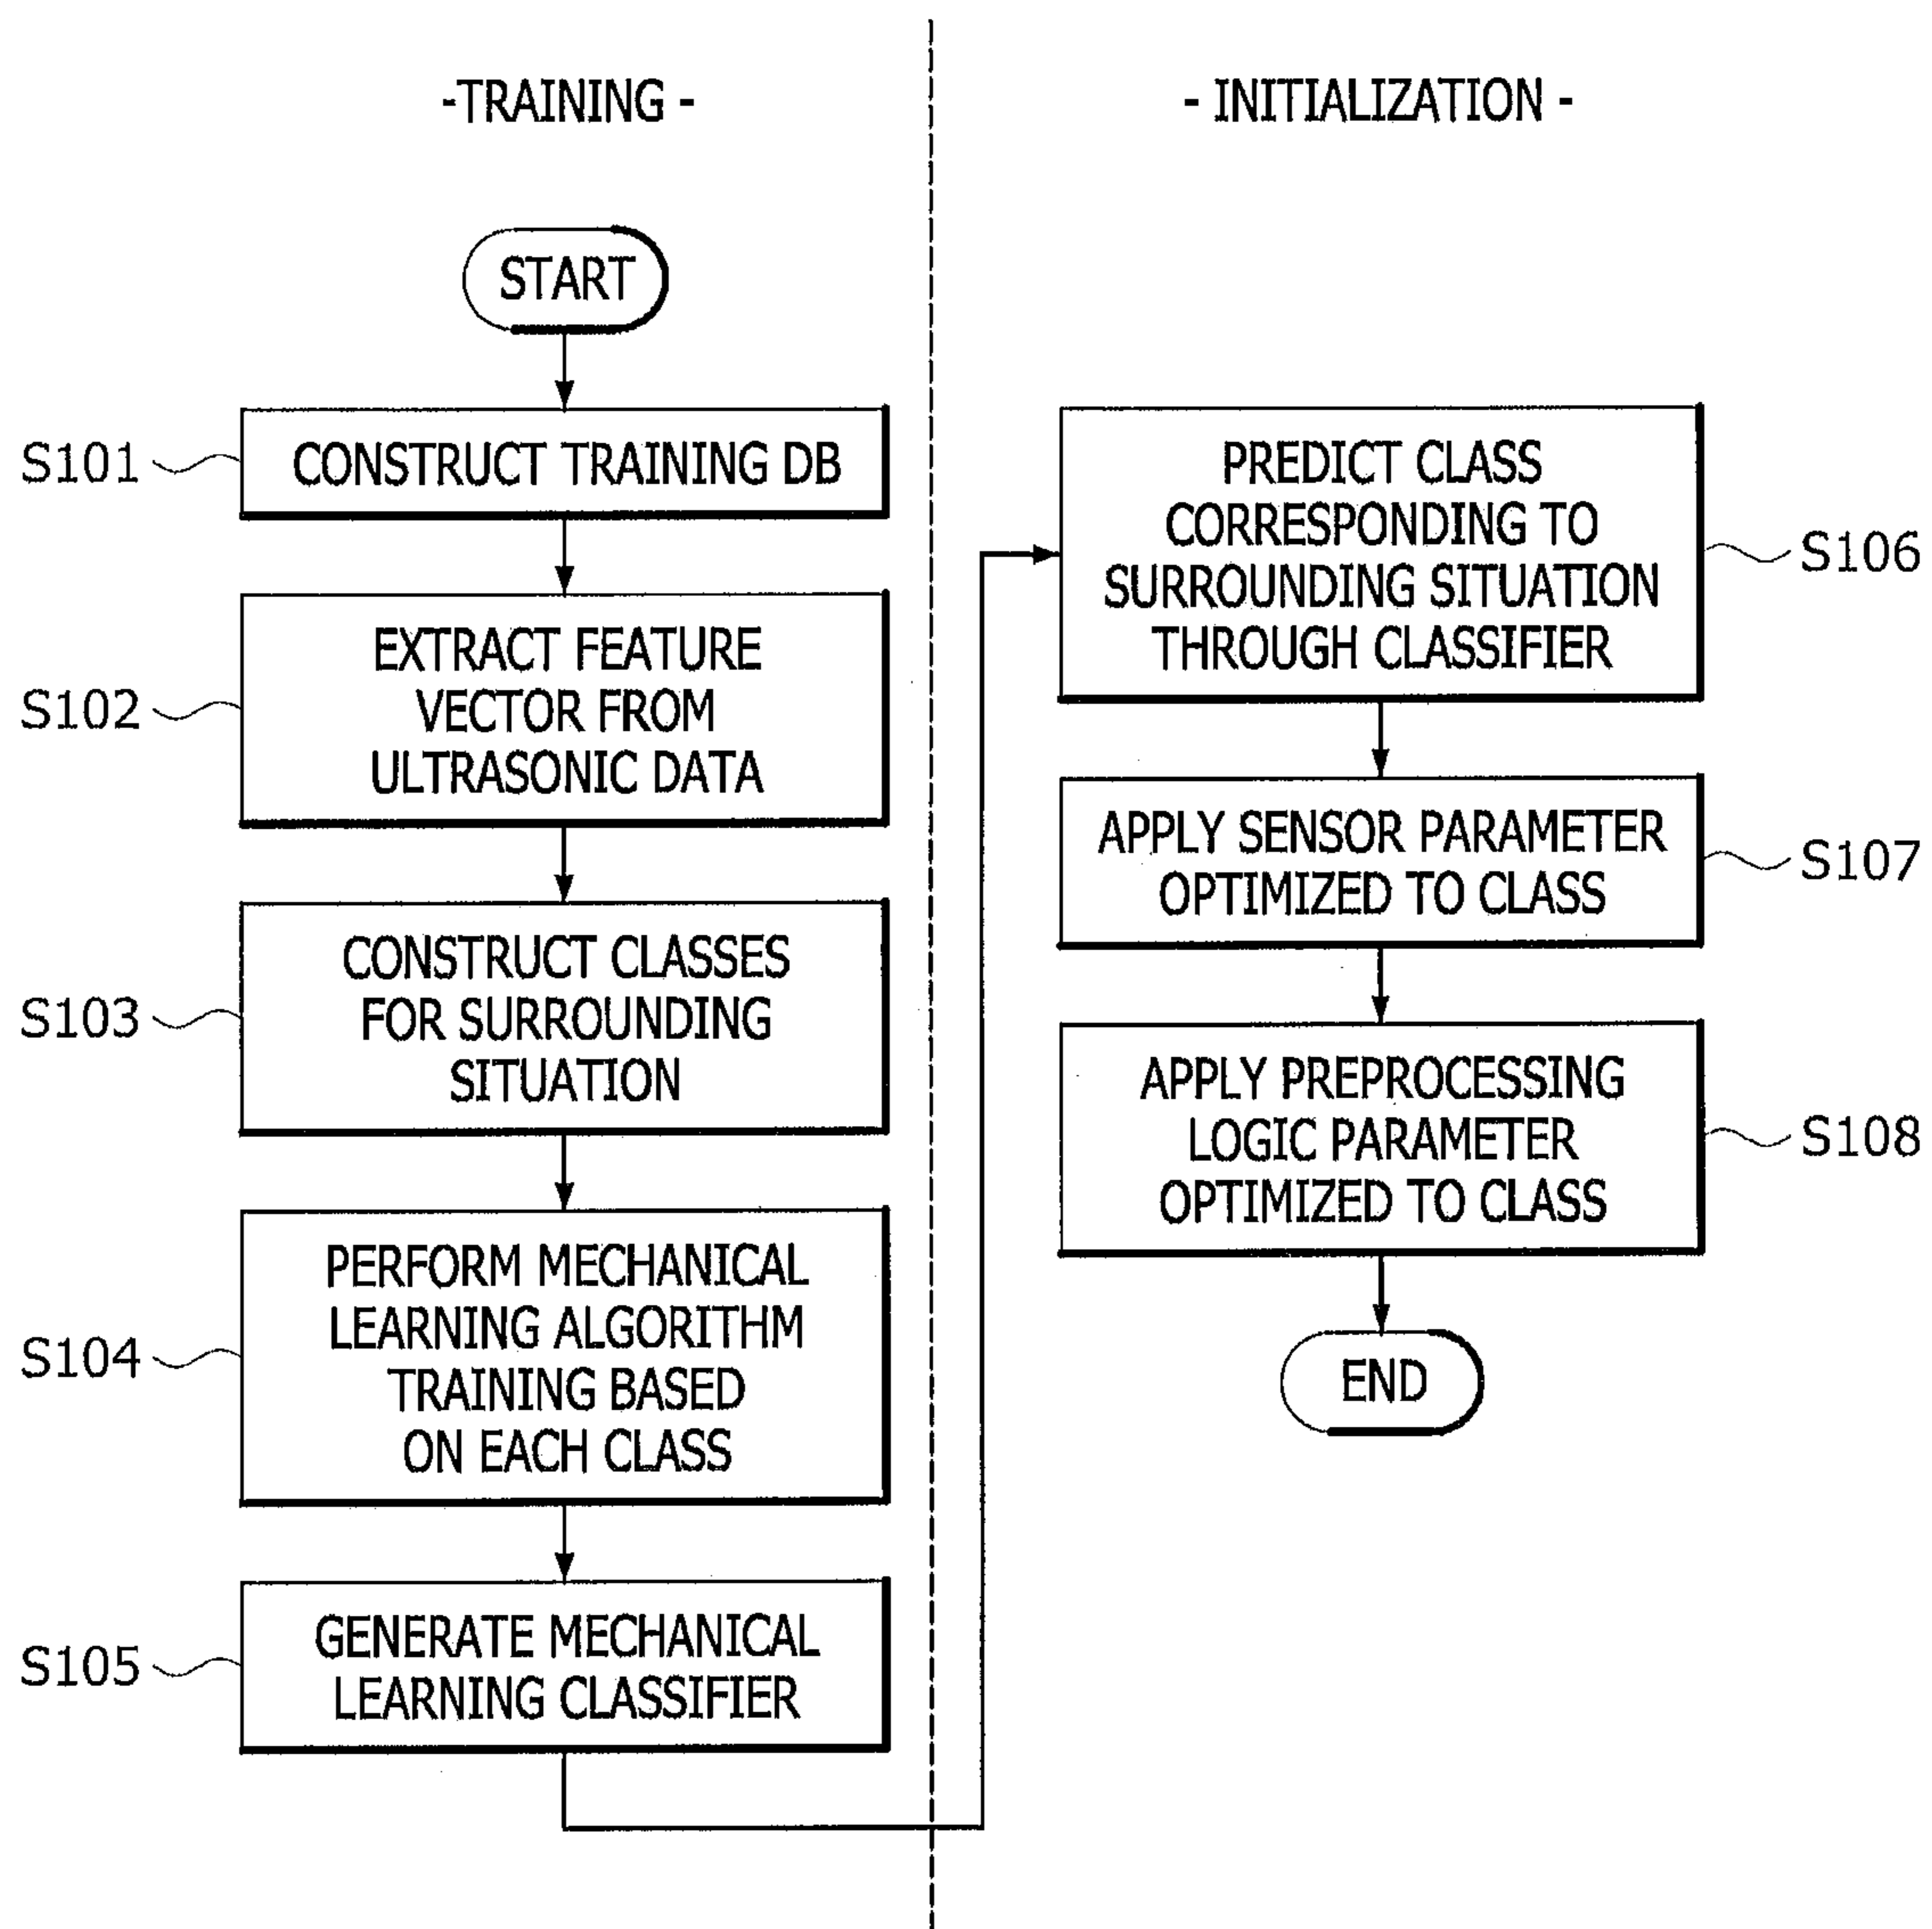 -TRAINING -
START
S101
CONSTRUCT TRAINING DB
S102
EXTRACT FEATURE
VECTOR FROM
ULTRASONIC DATA
S103
CONSTRUCT CLASSES
FOR SURROUNDING
SITUATION
S104
PERFORM MECHANICAL
LEARNING ALGORITHM
TRAINING BASED
ON EACH CLASS
S105
GENERATE MECHANICAL
LEARNING CLASSIFIER
- INITIALIZATION -
PREDICT CLASS
CORRESPONDING TO
SURROUNDING SITUATION
THROUGH CLASSIFIER
S106
APPLY SENSOR PARAMETER
OPTIMIZED TO CLASS
S107
APPLY PREPROCESSING
LOGIC PARAMETER
OPTIMIZED TO CLASS
S108
END